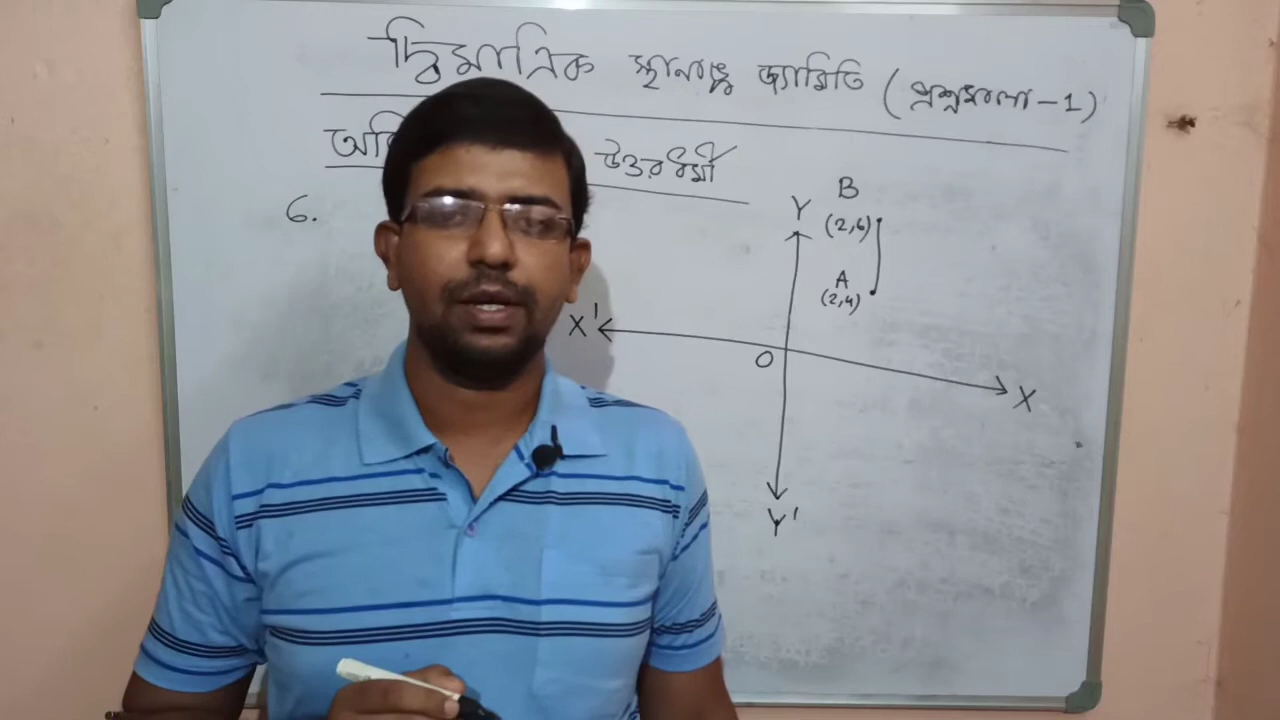 দ্বিমাত্রিক স্থানাঙ্ক জ্যামিতি (প্রশ্নমালা-1)
উত্তরধর্মী
6.
Y
B
(2,6)
A
(2,4)
X'
O
X
Y'